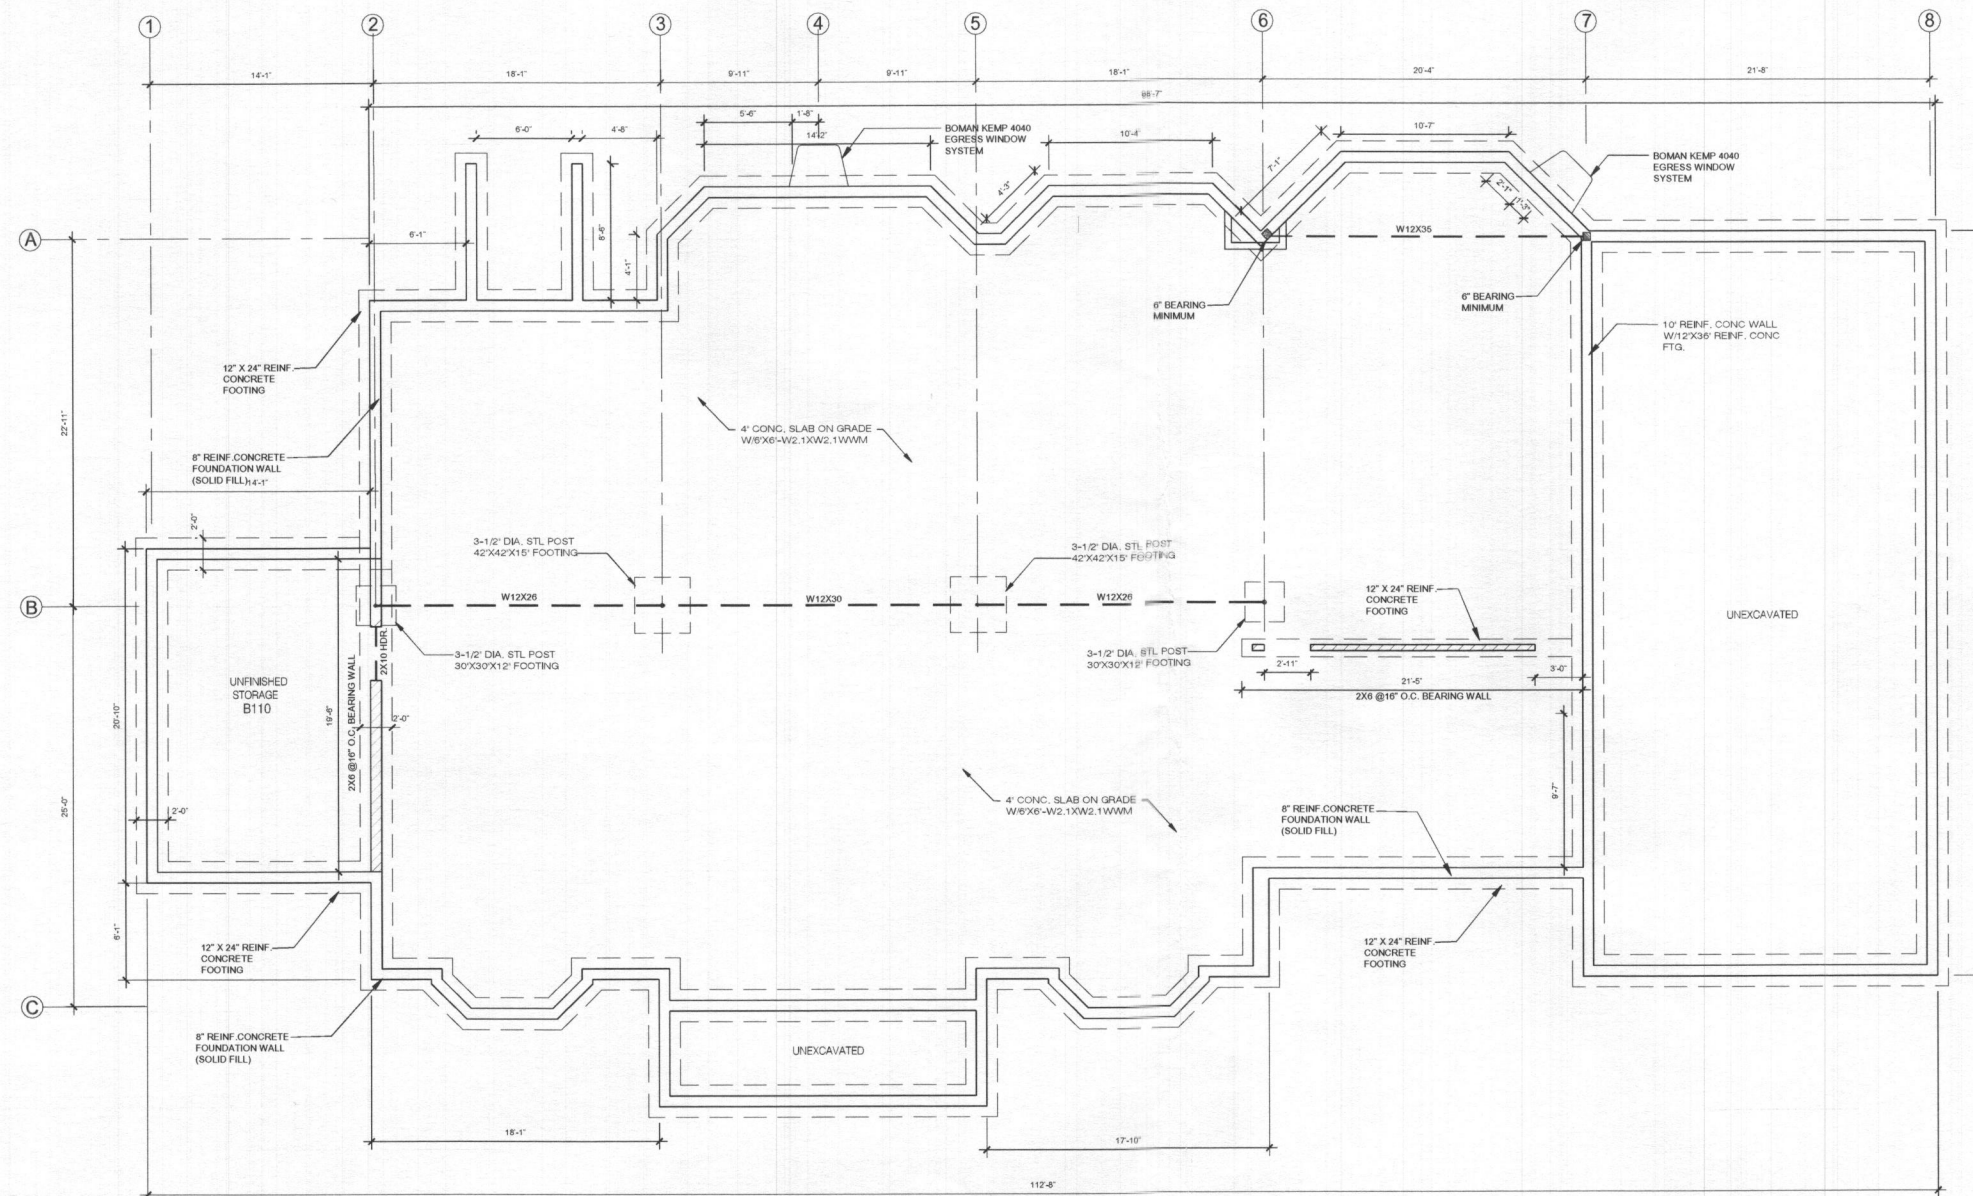 1
2
3
4
5
6
7
8
14'-1"
18'-1"
9'-11"
9'-11"
18'-1"
20'-4"
21'-8"
5'-6"
1'-8"
14'-2"
6'-0"
4'-8"
10'-4"
10'-7"
BOMAN KEMP 4040
EGRESS WINDOW
SYSTEM
BOMAN KEMP 4040
EGRESS WINDOW
SYSTEM
7'-1"
4'-3"
2'-1"
1'-3"
A
6'-1"
4'-1"
W12X35
6" BEARING
MINIMUM
6" BEARING
MINIMUM
10' REINF. CONC WALL
W/12'X36' REINF. CONC
FTG.
12" X 24" REINF.
CONCRETE
FOOTING
22'-11"
4' CONC. SLAB ON GRADE
W/6'X6'-W2.1XW2.1WWM
8" REINF.CONCRETE
FOUNDATION WALL
(SOLID FILL)
14'-1"
2'-0"
3-1/2' DIA. STL POST
42'X42'X15' FOOTING
3-1/2' DIA. STL POST
42'X42'X15' FOOTING
B
W12X26
W12X30
W12X26
12" X 24" REINF.
CONCRETE
FOOTING
UNEXCAVATED
2X10 HDR.
3-1/2' DIA. STL POST
30'X30'X12' FOOTING
3-1/2' DIA. STL POST
30'X30'X12' FOOTING
2'-11"
3'-0"
21'-5"
2X6 @16" O.C. BEARING WALL
UNFINISHED
STORAGE
B110
20'-10"
19'-6"
2X6 @16" O.C. BEARING WALL
2'-0"
2'-0"
25'-0"
9'-7"
4' CONC. SLAB ON GRADE
W/6'X6'-W2.1XW2.1WWM
8" REINF.CONCRETE
FOUNDATION WALL
(SOLID FILL)
6'-1"
12" X 24" REINF.
CONCRETE
FOOTING
12" X 24" REINF.
CONCRETE
FOOTING
C
8" REINF.CONCRETE
FOUNDATION WALL
(SOLID FILL)
UNEXCAVATED
18'-1"
17'-10"
112'-8"